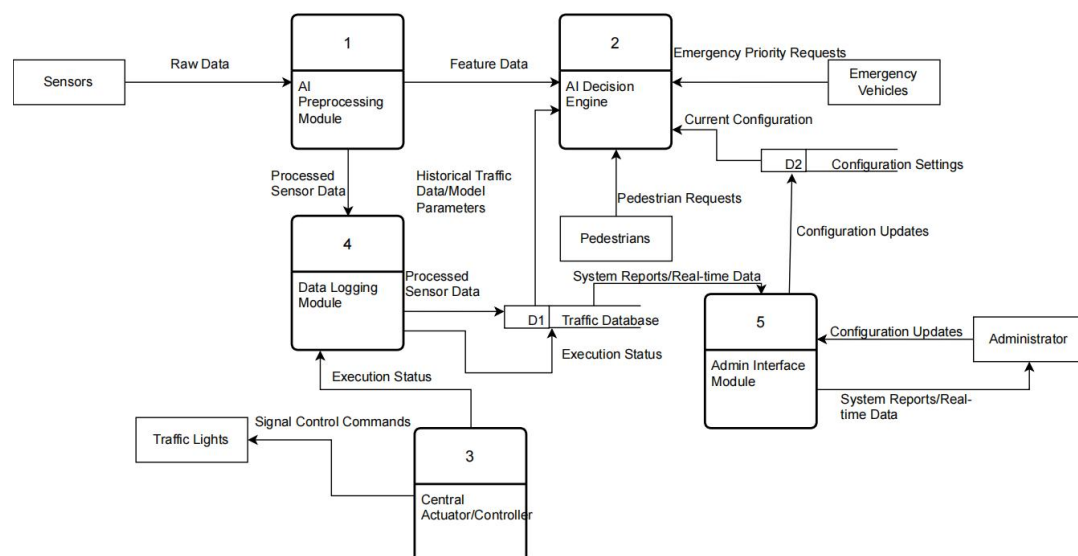 1
2
Emergency Priority Requests
Sensors
Raw Data
AI
Preprocessing
Module
Feature Data
AI Decision
Engine
Emergency
Vehicles
Current Configuration
D2
Configuration Settings
Processed
Sensor Data
Historical Traffic
Data/Model
Parameters
Pedestrian Requests
Pedestrians
Configuration Updates
4
Data Logging
Module
Processed
Sensor Data
System Reports/Real-time Data
D1
Traffic Database
5
Admin Interface
Module
Configuration Updates
Administrator
Execution Status
Execution Status
System Reports/Real-
time Data
Signal Control Commands
Traffic Lights
3
Central
Actuator/Controller